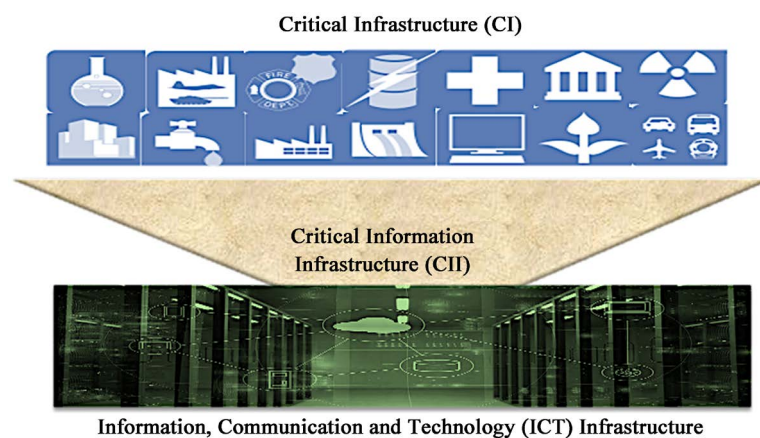 Critical Infrastructure (CI)
FIRE
DEPT.
Critical Information
Infrastructure (CII)
Information, Communication and Technology (ICT) Infrastructure